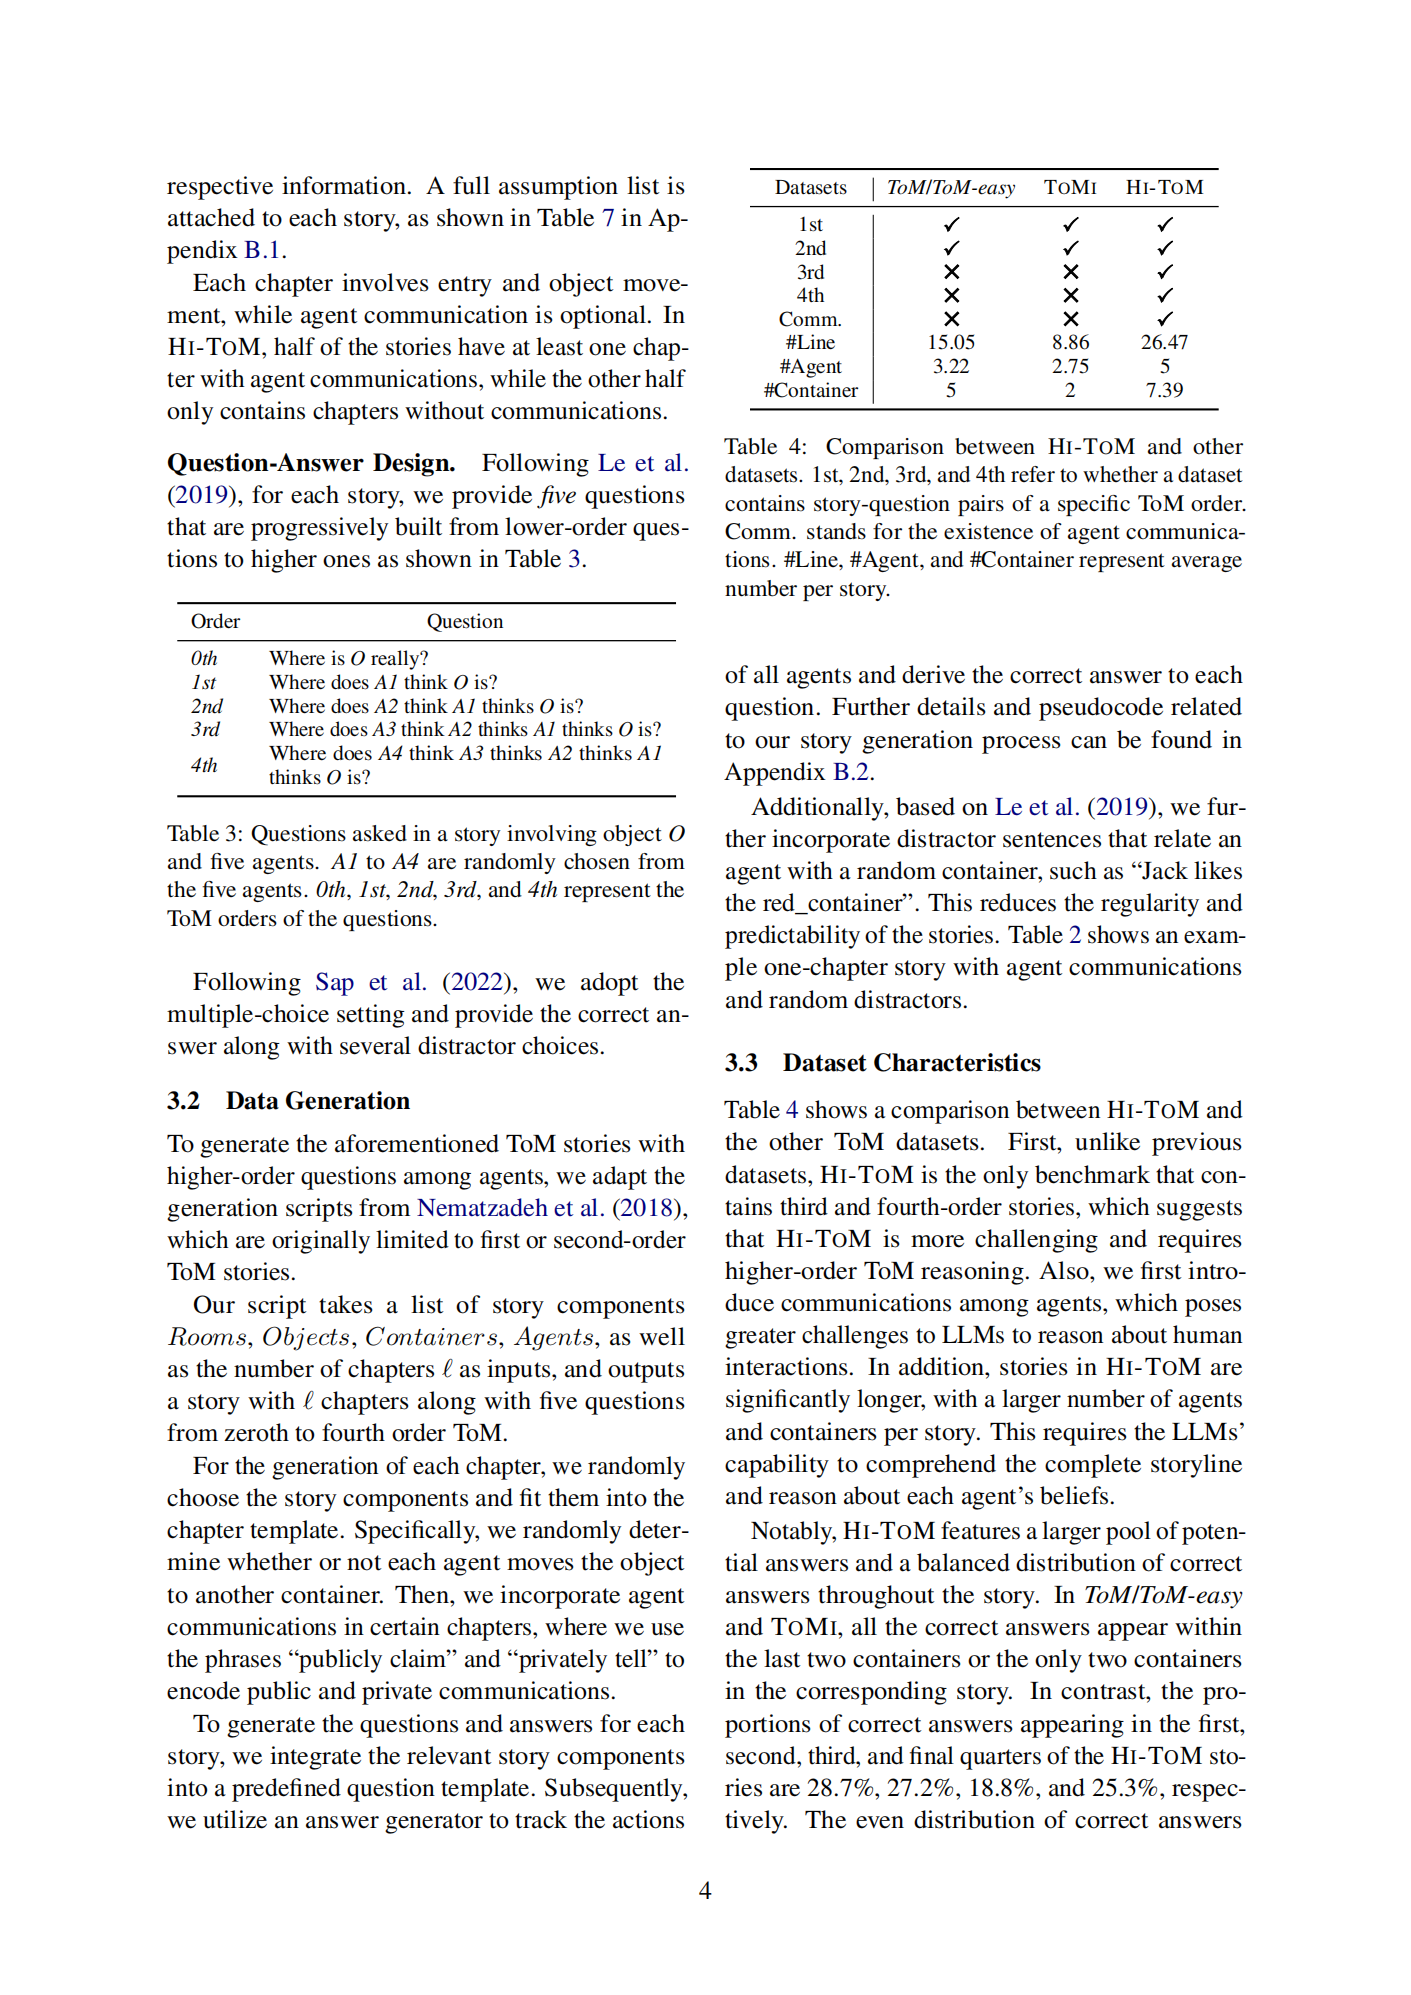 respective information. A full assumption list is
attached to each story, as shown in Table 7 in Ap-
pendix B.1.
Each chapter involves entry and object move-
ment, while agent communication is optional. In
HI-TOM, half of the stories have at least one chap-
ter with agent communications, while the other half
only contains chapters without communications.
Question-Answer Design. Following Le et al.
(2019), for each story, we provide five questions
that are progressively built from lower-order ques-
tions to higher ones as shown in Table 3.
Order Question
0th Where is O really?
1st Where does A1 think O is?
2nd Where does A2 think A1 thinks O is?
3rd Where does A3 think A2 thinks A1 thinks O is?
4th Where does A4 think A3 thinks A2 thinks A1
thinks O is?
Table 3: Questions asked in a story involving object O
and five agents. A1 to A4 are randomly chosen from
the five agents. 0th, 1st, 2nd, 3rd, and 4th represent the
ToM orders of the questions.
Following Sap et al. (2022), we adopt the
multiple-choice setting and provide the correct an-
swer along with several distractor choices.
3.2 Data Generation
To generate the aforementioned ToM stories with
higher-order questions among agents, we adapt the
generation scripts from Nematzadeh et al. (2018),
which are originally limited to first or second-order
ToM stories.
Our script takes a list of story components
Rooms, Objects, Containers, Agents, as well
as the number of chapters ℓ as inputs, and outputs
a story with ℓ chapters along with five questions
from zeroth to fourth order ToM.
For the generation of each chapter, we randomly
choose the story components and fit them into the
chapter template. Specifically, we randomly deter-
mine whether or not each agent moves the object
to another container. Then, we incorporate agent
communications in certain chapters, where we use
the phrases “publicly claim” and “privately tell” to
encode public and private communications.
To generate the questions and answers for each
story, we integrate the relevant story components
into a predefined question template. Subsequently,
we utilize an answer generator to track the actions
Datasets ToM/ToM-easy TOMI HI-TOM
1st ✓ ✓ ✓
2nd ✓ ✓ ✓
3rd ✗ ✗ ✓
4th ✗ ✗ ✓
Comm. ✗ ✗ ✓
#Line 15.05 8.86 26.47
#Agent 3.22 2.75 5
#Container 5 2 7.39
Table 4: Comparison between HI-TOM and other
datasets. 1st, 2nd, 3rd, and 4th refer to whether a dataset
contains story-question pairs of a specific ToM order.
Comm. stands for the existence of agent communica-
tions. #Line, #Agent, and #Container represent average
number per story.
of all agents and derive the correct answer to each
question. Further details and pseudocode related
to our story generation process can be found in
Appendix B.2.
Additionally, based on Le et al. (2019), we fur-
ther incorporate distractor sentences that relate an
agent with a random container, such as “Jack likes
the red_container”. This reduces the regularity and
predictability of the stories. Table 2 shows an exam-
ple one-chapter story with agent communications
and random distractors.
3.3 Dataset Characteristics
Table 4 shows a comparison between HI-TOM and
the other ToM datasets. First, unlike previous
datasets, HI-TOM is the only benchmark that con-
tains third and fourth-order stories, which suggests
that HI-TOM is more challenging and requires
higher-order ToM reasoning. Also, we first intro-
duce communications among agents, which poses
greater challenges to LLMs to reason about human
interactions. In addition, stories in HI-TOM are
significantly longer, with a larger number of agents
and containers per story. This requires the LLMs’
capability to comprehend the complete storyline
and reason about each agent’s beliefs.
Notably, HI-TOM features a larger pool of poten-
tial answers and a balanced distribution of correct
answers throughout the story. In ToM/ToM-easy
and TOMI, all the correct answers appear within
the last two containers or the only two containers
in the corresponding story. In contrast, the pro-
portions of correct answers appearing in the first,
second, third, and final quarters of the HI-TOM sto-
ries are 28.7%, 27.2%, 18.8%, and 25.3%, respec-
tively. The even distribution of correct answers
4